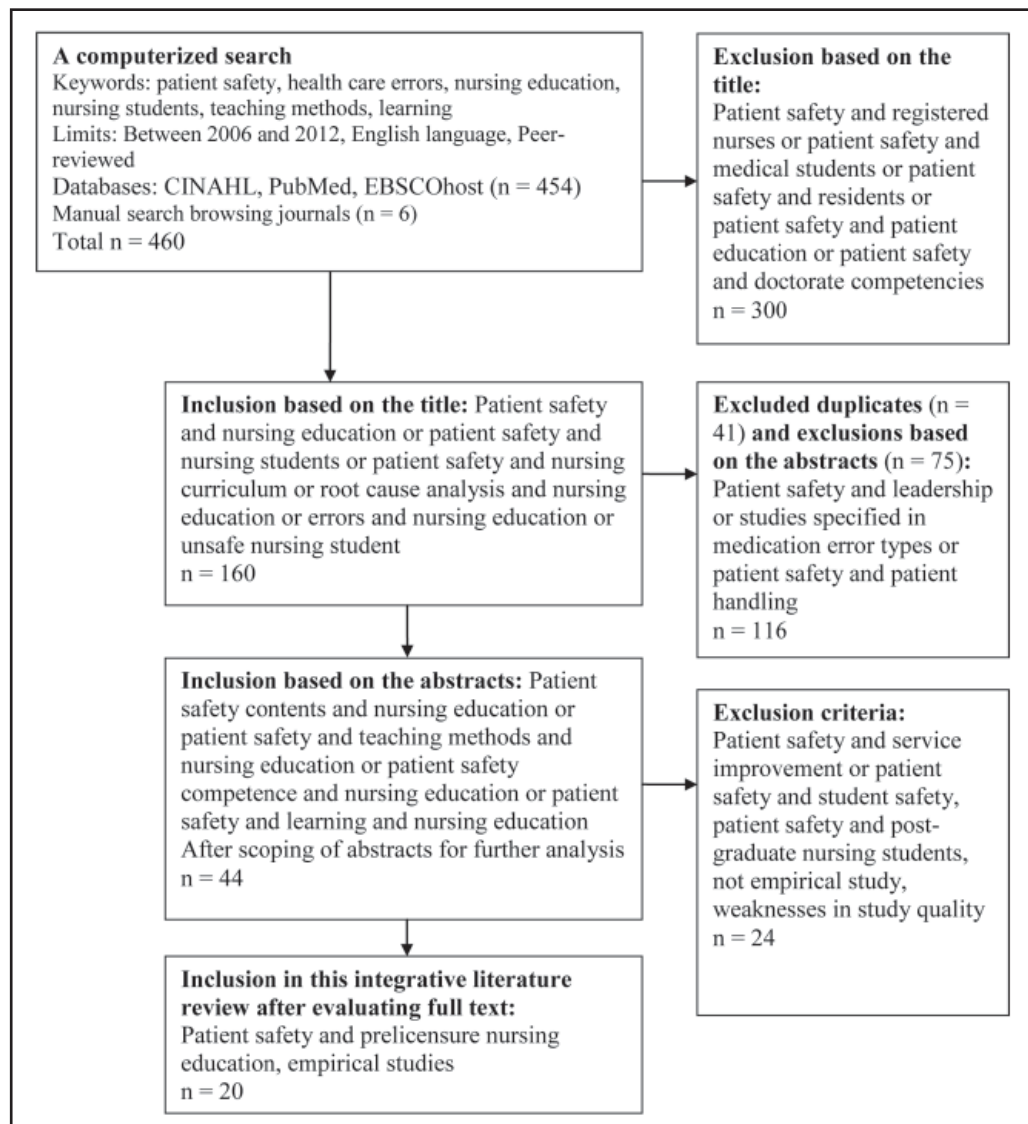 A computerized search
Keywords: patient safety, health care errors, nursing education,
nursing students, teaching methods, learning
Limits: Between 2006 and 2012, English language, Peer-
reviewed
Databases: CINAHL, PubMed, EBSCOhost (n = 454)
Manual search browsing journals (n = 6)
Total n = 460
Exclusion based on the
title:
Patient safety and registered
nurses or patient safety and
medical students or patient
safety and residents or
patient safety and patient
education or patient safety
and doctorate competencies
n = 300
Inclusion based on the title: Patient safety
and nursing education or patient safety and
nursing students or patient safety and nursing
curriculum or root cause analysis and nursing
education or errors and nursing education or
unsafe nursing student
n = 160
Excluded duplicates (n =
41) and exclusions based
on the abstracts (n = 75):
Patient safety and leadership
or studies specified in
medication error types or
patient safety and patient
handling
n = 116
Inclusion based on the abstracts: Patient
safety contents and nursing education or
patient safety and teaching methods and
nursing education or patient safety
competence and nursing education or patient
safety and learning and nursing education
After scoping of abstracts for further analysis
n = 44
Exclusion criteria:
Patient safety and service
improvement or patient
safety and student safety,
patient safety and post-
graduate nursing students,
not empirical study,
weaknesses in study quality
n = 24
Inclusion in this integrative literature
review after evaluating full text:
Patient safety and prelicensure nursing
education, empirical studies
n = 20